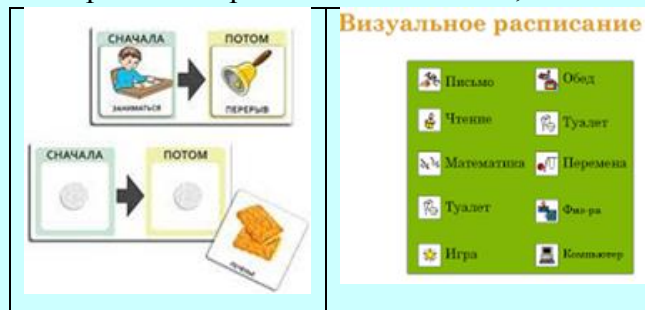 СНАЧАЛА
ПОТОМ
ЗАНИМАТЬСЯ
ПЕРЕРЫВ
СНАЧАЛА
ПОТОМ
ПЕЧЕНЬЕ
Визуальное расписание
Письмо
Обед
Чтение
Туалет
Математика
Перемена
Туалет
Физ-ра
Игра
Компьютер